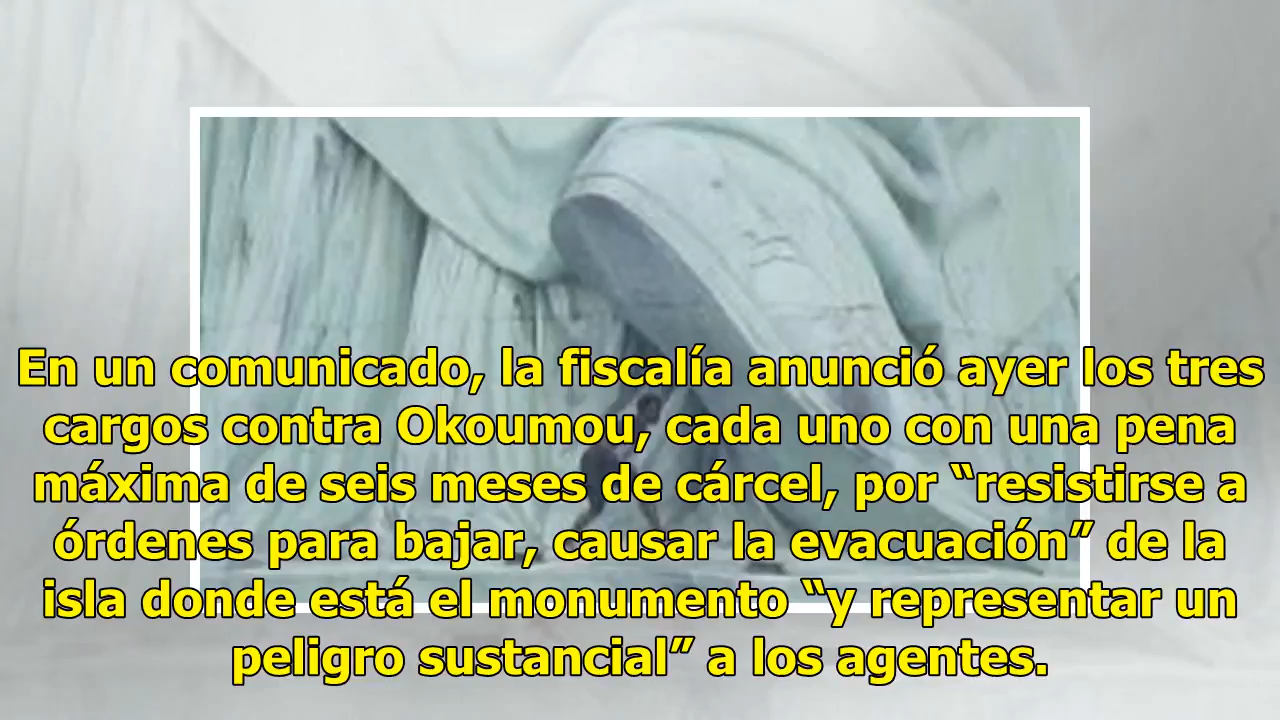 En un comunicado, la fiscalía anunció ayer los tres
cargos contra Okoumou, cada uno con una pena
máxima de seis meses de cárcel, por “resistirse a
órdenes para bajar, causar la evacuación” de la
isla donde está el monumento “y representar un
peligro sustancial” a los agentes.